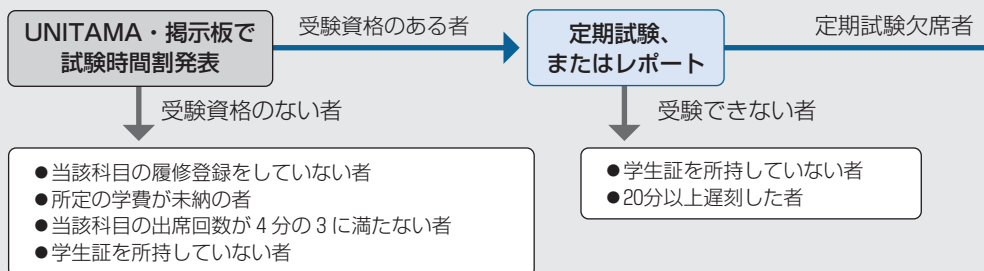 UNITAMA・掲示板で
試験時間割発表
受験資格のある者
定期試験、
またはレポート
定期試験欠席者
受験資格のない者
受験できない者
●当該科目の履修登録をしていない者
●所定の学費が未納の者
●当該科目の出席回数が4分の3に満たない者
●学生証を所持していない者
●学生証を所持していない者
●20分以上遅刻した者